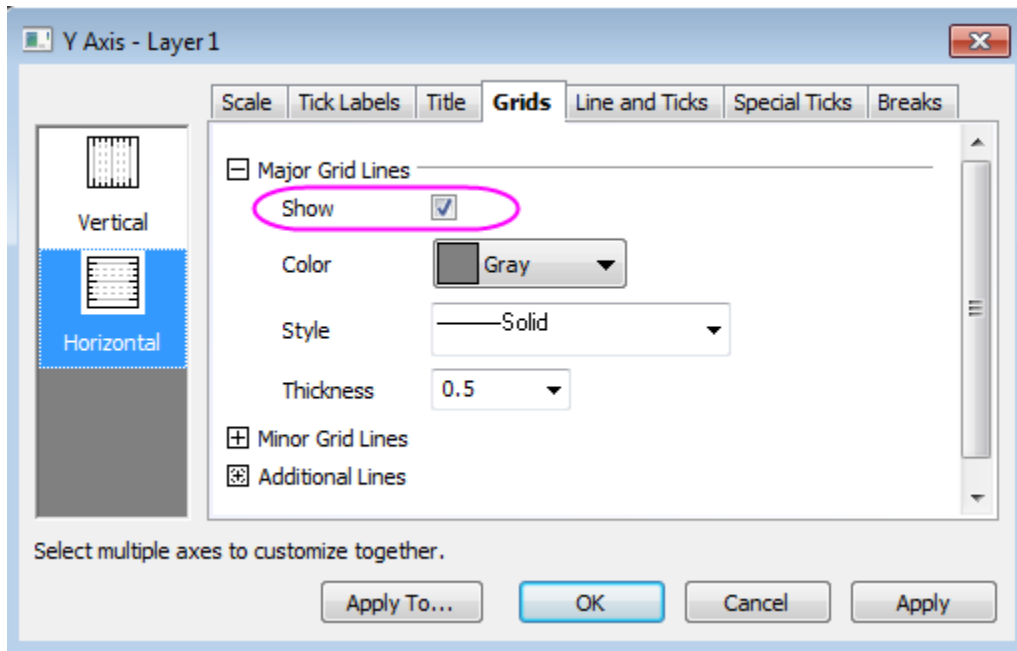 Y Axis - Layer 1
Scale Tick Labels Title Grids Line and Ticks Special Ticks Breaks
Vertical
Horizontal
Major Grid Lines
Show
Color Gray
Style Solid
Thickness 0.5
Minor Grid Lines
Additional Lines
Select multiple axes to customize together.
Apply To... OK Cancel Apply